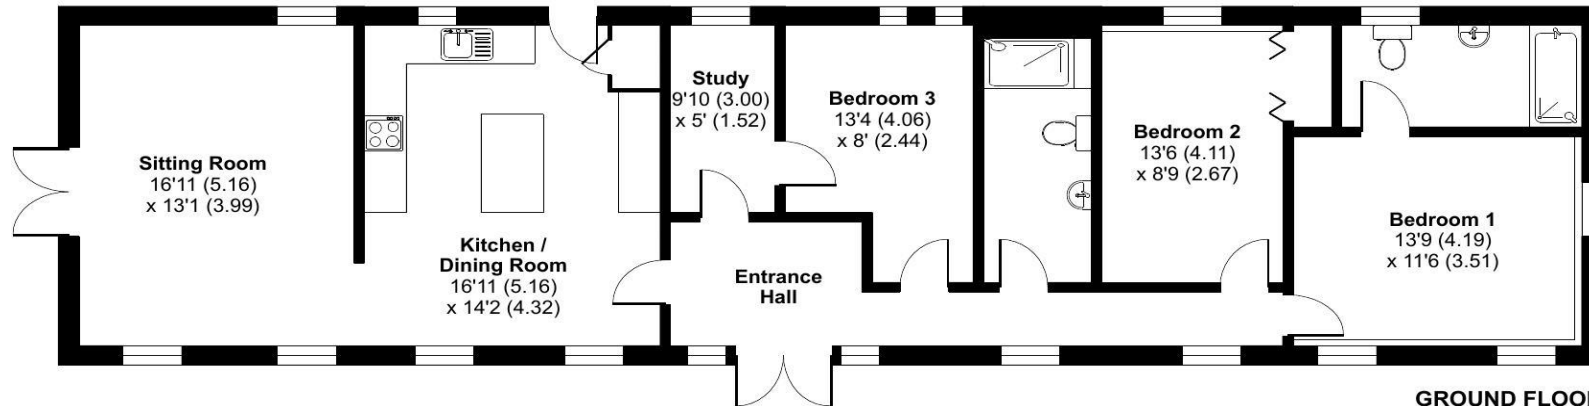 Sitting Room
16'11 (5.16)
x 13'1 (3.99)
Kitchen /
Dining Room
16'11 (5.16)
x 14'2 (4.32)
Study
9'10 (3.00)
x 5' (1.52)
Bedroom 3
13'4 (4.06)
x 8' (2.44)
Entrance
Hall
Bedroom 2
13'6 (4.11)
x 8'9 (2.67)
Bedroom 1
13'9 (4.19)
x 11'6 (3.51)
GROUND FLOOR